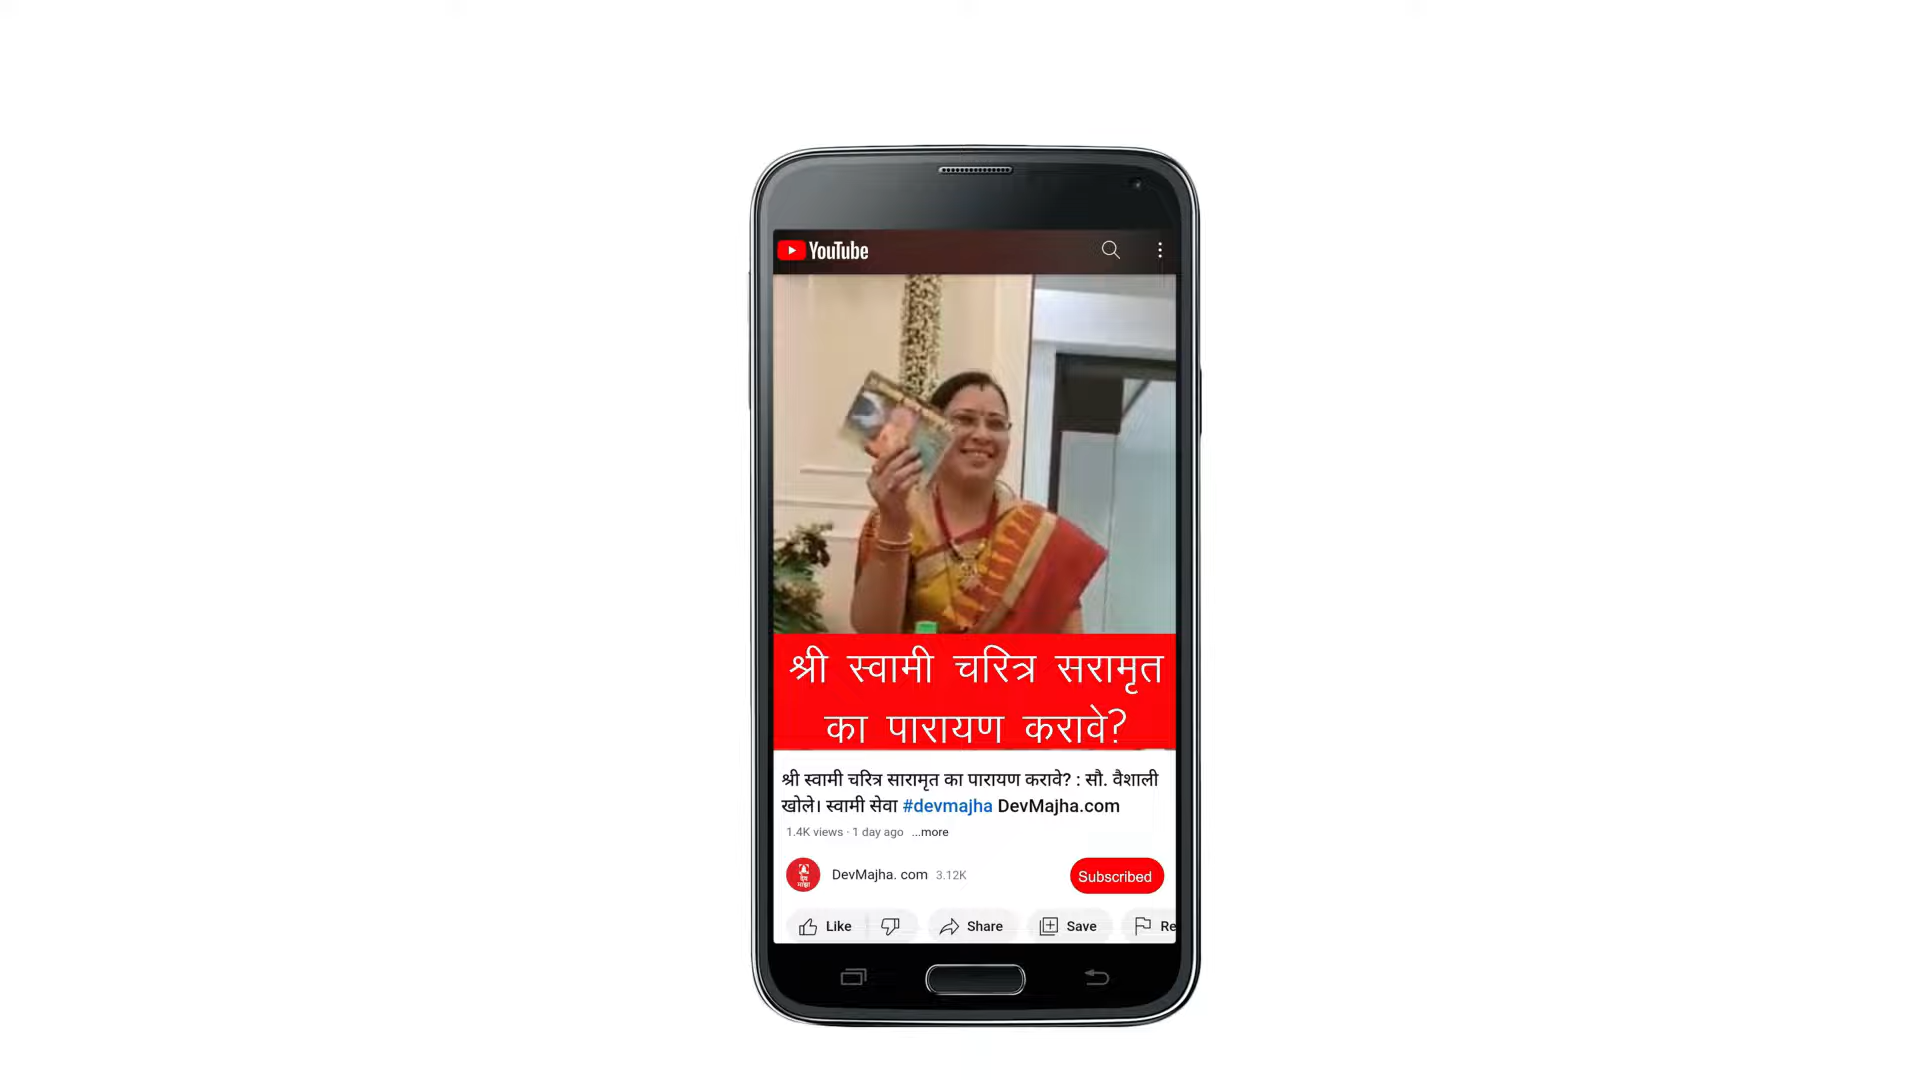 YouTube
श्री स्वामी चरित्र सरामृत
का पारायण करावे?
श्री स्वामी चरित्र सारामृत का पारायण करावे? : सौ. वैशाली
खोले। स्वामी सेवा #devmajha DevMajha.com
1.4K views · 1 day ago ...more
देव
माझा
DevMajha. com 3.12K
Subscribed
Like
Share
Save
Re